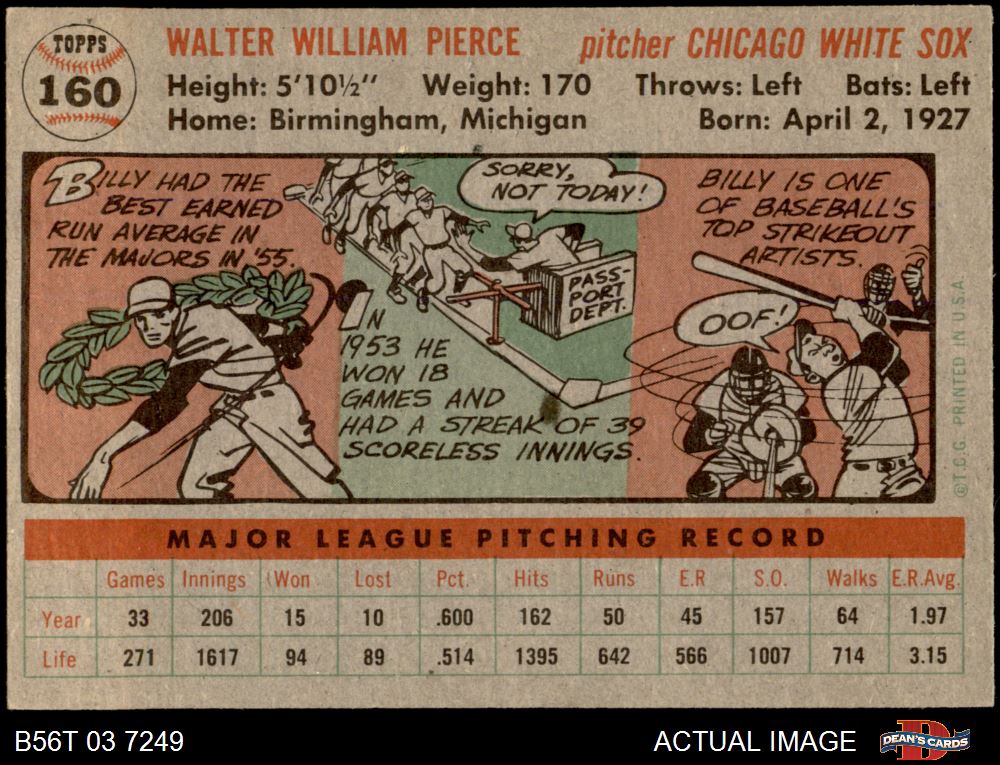 TOPPS
160
WALTER WILLIAM PIERCE pitcher CHICAGO WHITE SOX
Height: 5'10½" Weight: 170 Throws: Left Bats: Left
Home: Birmingham, Michigan Born: April 2, 1927
BILLY HAD THE
BEST EARNED
RUN AVERAGE IN
THE MAJORS IN '55.
SORRY,
NOT TODAY!
PASS-
PORT
DEPT.
IN
1953 HE
WON 18
GAMES AND
HAD A STREAK OF 39
SCORELESS INNINGS.
BILLY IS ONE
OF BASEBALL'S
TOP STRIKEOUT
ARTISTS.
OOF!
©T.C.G. PRINTED IN U.S.A.
MAJOR LEAGUE PITCHING RECORD
Games Innings Won Lost Pct. Hits Runs E.R S.O. Walks E.R.Avg.
Year 33 206 15 10 .600 162 50 45 157 64 1.97
Life 271 1617 94 89 .514 1395 642 566 1007 714 3.15
B56T 03 7249 ACTUAL IMAGE DEAN'S CARDS